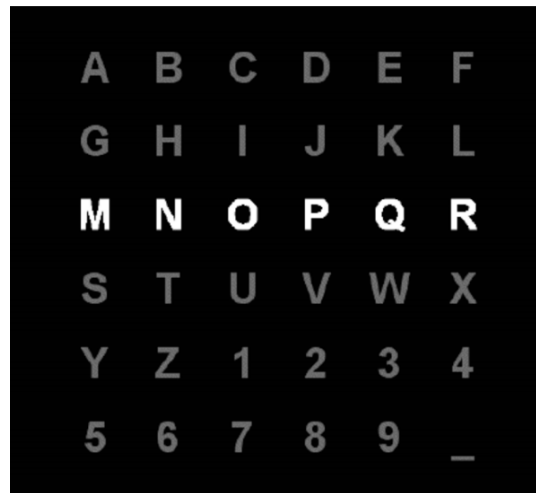 A B C D E F
G H I J K L
M N O P Q R
S T U V W X
Y Z 1 2 3 4
5 6 7 8 9 _